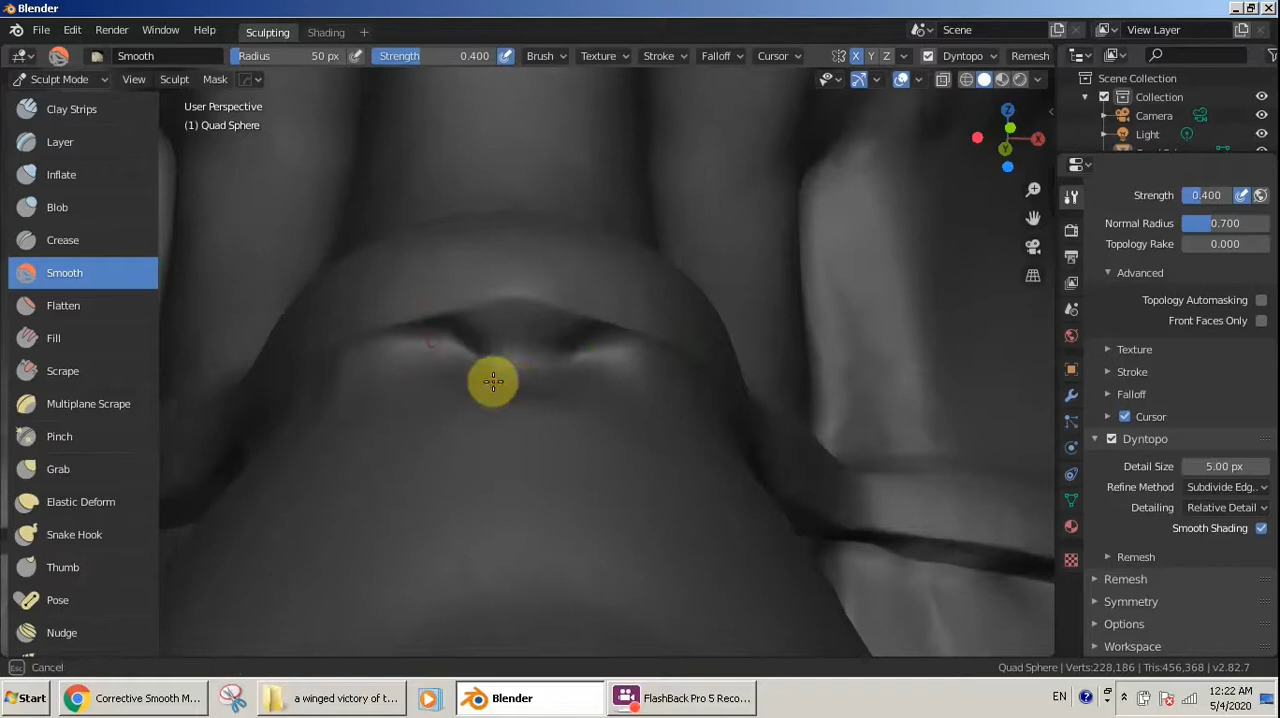 Blender
File Edit Render Window Help Sculpting Shading Scene View Layer
Smooth Radius 50 px Strength 0.400 Brush Texture Stroke Falloff Cursor X Y Z Dyntopo Remesh
Sculpt Mode View Sculpt Mask
Scene Collection
Collection
Camera
Light
User Perspective
(1) Quad Sphere
Z
X
Y
Clay Strips
Layer
Inflate
Blob
Crease
Smooth
Flatten
Fill
Scrape
Multiplane Scrape
Pinch
Grab
Elastic Deform
Snake Hook
Thumb
Pose
Nudge
Strength 0.400
Normal Radius 0.700
Topology Rake 0.000
Advanced
Topology Automasking
Front Faces Only
Texture
Stroke
Falloff
Cursor
Dyntopo
Detail Size 5.00 px
Refine Method Subdivide Edg..
Detailing Relative Detail
Smooth Shading
Remesh
Remesh
Symmetry
Options
Workspace
Esc Cancel Quad Sphere | Verts:228,186 | Tris:456,368 | v2.82.7
Start Corrective Smooth M... a winged victory of t... Blender FlashBack Pro 5 Reco... EN 12:22 AM
5/4/2020